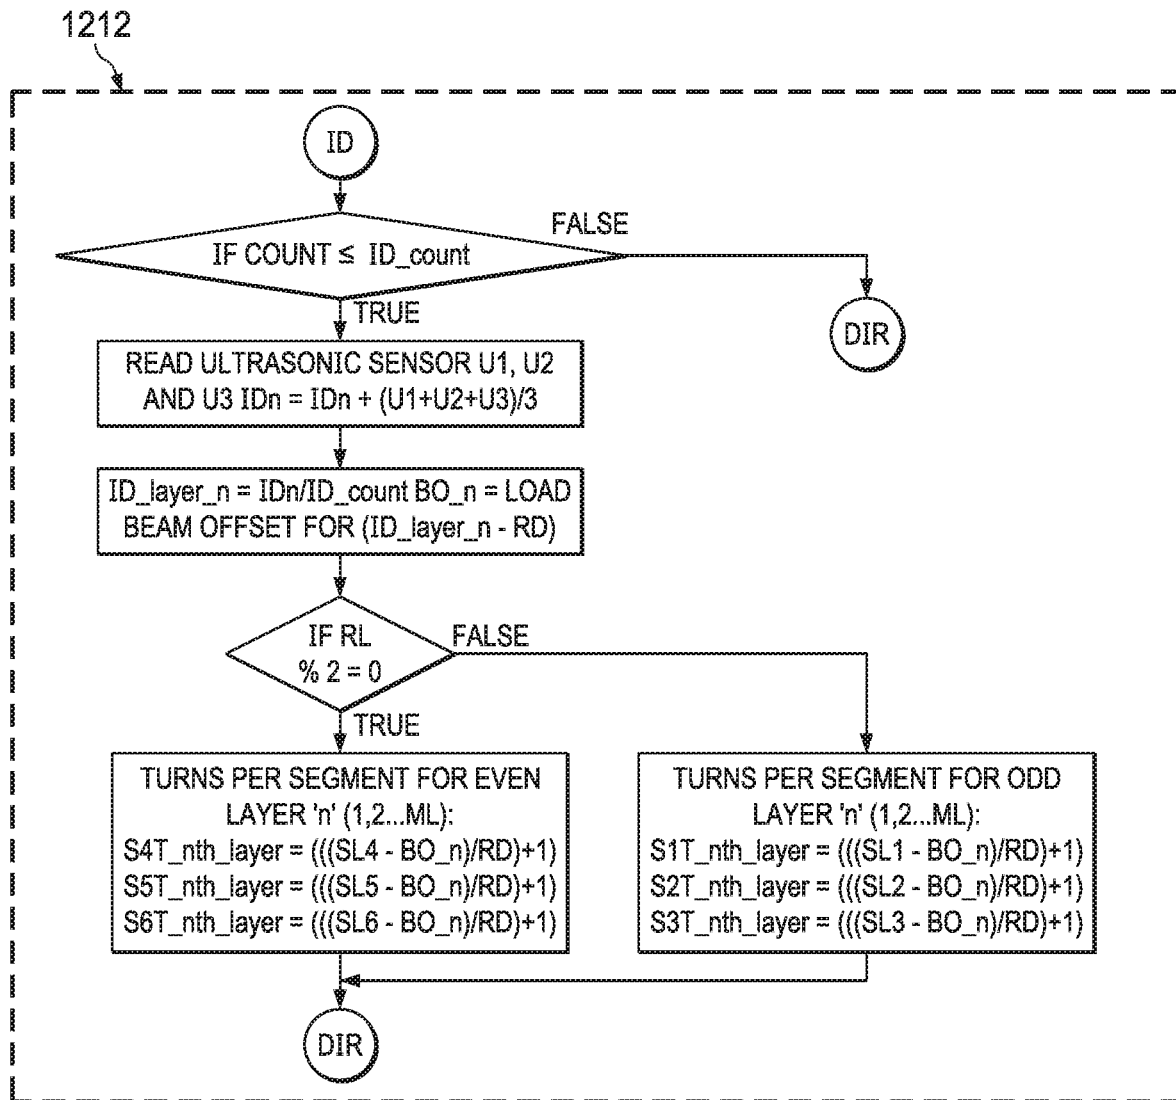 1212
ID
FALSE
IF COUNT ≤ ID_count
TRUE
DIR
READ ULTRASONIC SENSOR U1, U2
AND U3 IDn = IDn + (U1+U2+U3)/3
ID_layer_n = IDn/ID_count BO_n = LOAD
BEAM OFFSET FOR (ID_layer_n - RD)
IF RL
% 2 = 0
FALSE
TRUE
TURNS PER SEGMENT FOR EVEN
LAYER 'n' (1,2...ML):
S4T_nth_layer = (((SL4 - BO_n)/RD)+1)
S5T_nth_layer = (((SL5 - BO_n)/RD)+1)
S6T_nth_layer = (((SL6 - BO_n)/RD)+1)
TURNS PER SEGMENT FOR ODD
LAYER 'n' (1,2...ML):
S1T_nth_layer = (((SL1 - BO_n)/RD)+1)
S2T_nth_layer = (((SL2 - BO_n)/RD)+1)
S3T_nth_layer = (((SL3 - BO_n)/RD)+1)
DIR